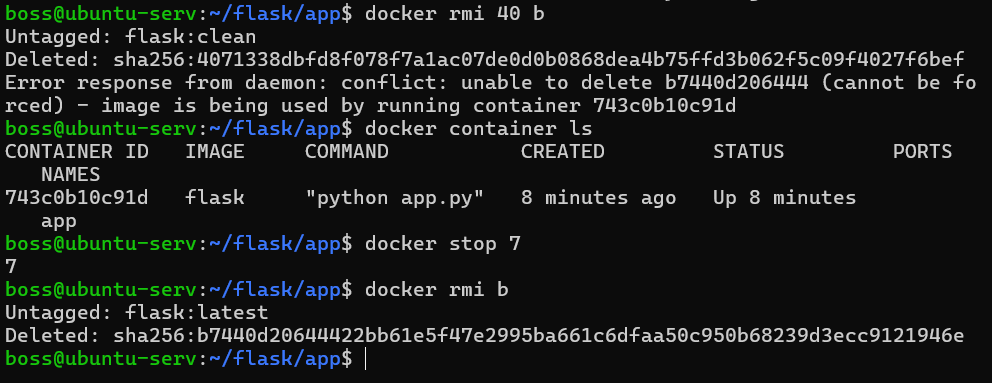 boss@ubuntu-serv:~/flask/app$ docker rmi 40 b
Untagged: flask:clean
Deleted: sha256:4071338dbfd8f078f7a1ac07de0d0b0868dea4b75ffd3b062f5c09f4027f6bef
Error response from daemon: conflict: unable to delete b7440d206444 (cannot be fo
rced) - image is being used by running container 743c0b10c91d
boss@ubuntu-serv:~/flask/app$ docker container ls
CONTAINER ID   IMAGE     COMMAND           CREATED         STATUS         PORTS
   NAMES
743c0b10c91d   flask     "python app.py"   8 minutes ago   Up 8 minutes
   app
boss@ubuntu-serv:~/flask/app$ docker stop 7
7
boss@ubuntu-serv:~/flask/app$ docker rmi b
Untagged: flask:latest
Deleted: sha256:b7440d20644422bb61e5f47e2995ba661c6dfaa50c950b68239d3ecc9121946e
boss@ubuntu-serv:~/flask/app$